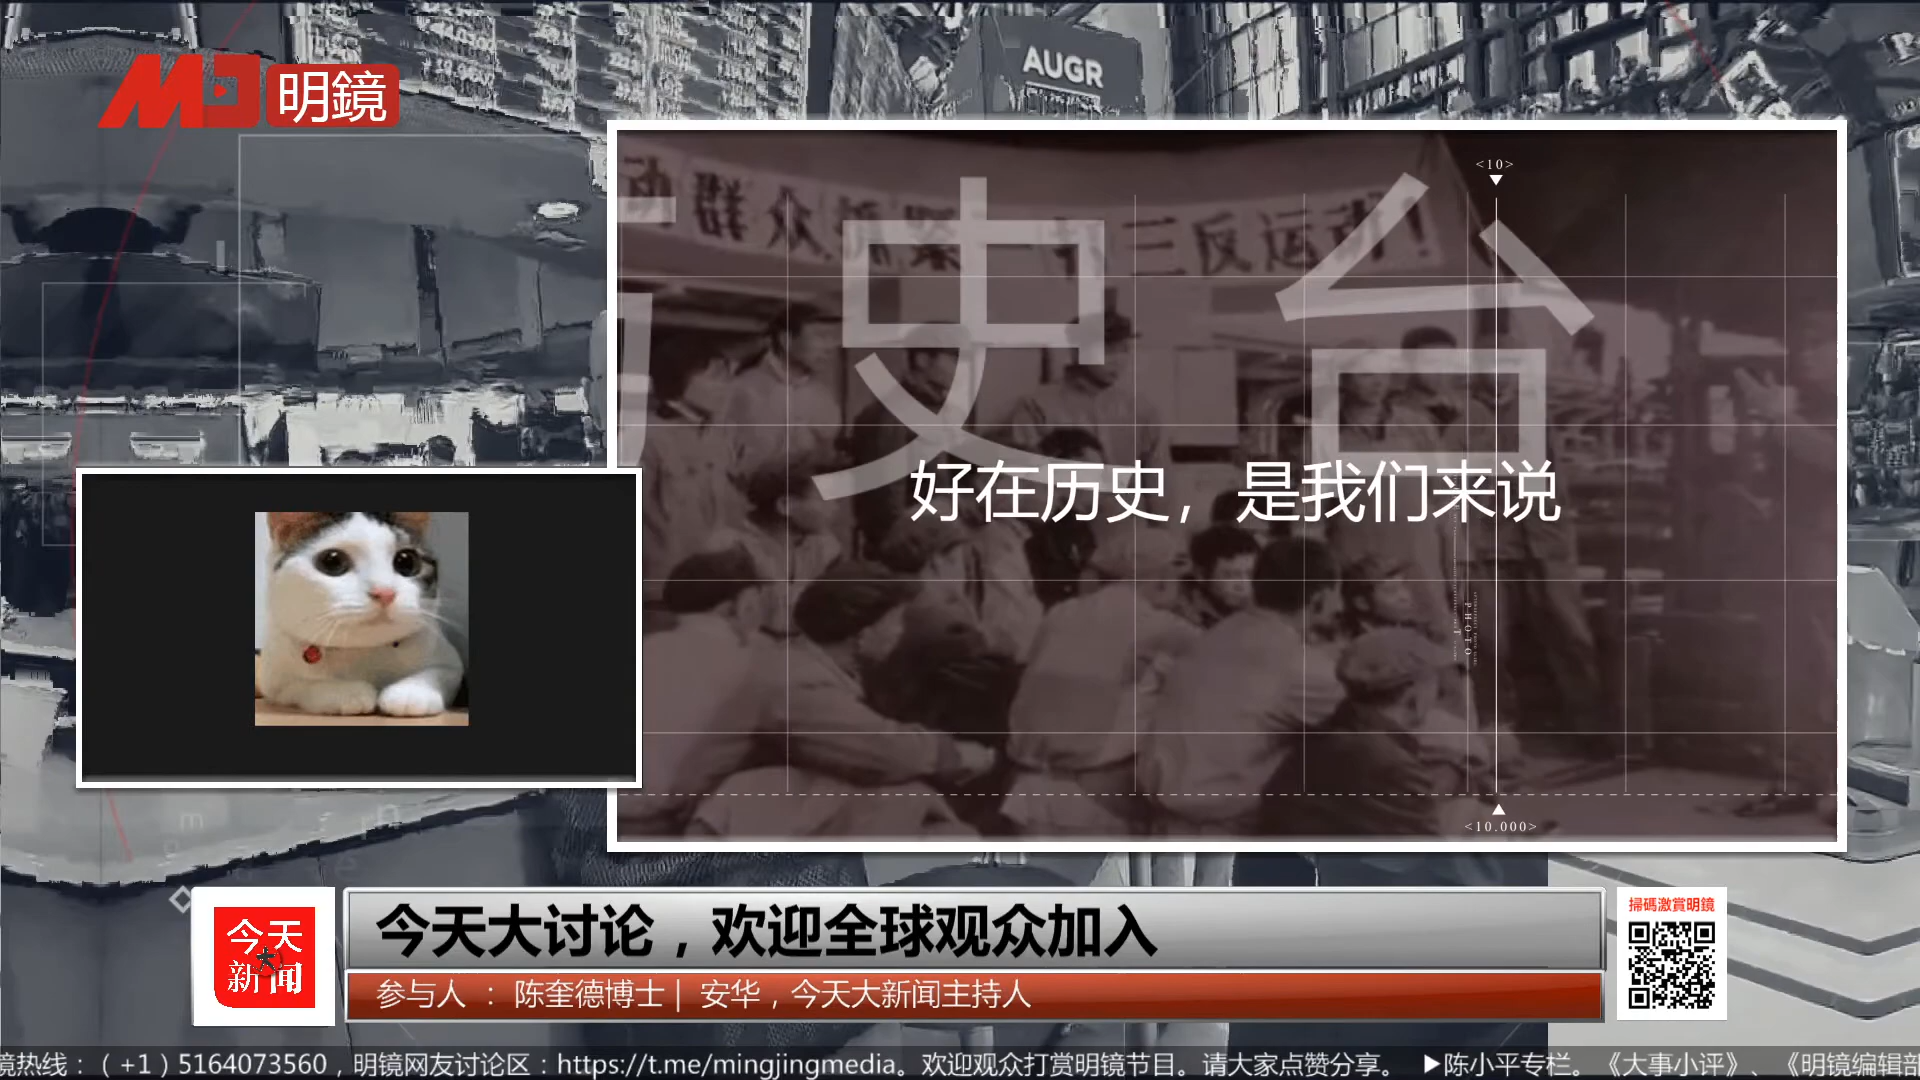 AUGR
明鏡
<10>
群众
三反运动!
史台
好在历史，是我们来说
PHOTO
<10.000>
今天大讨论，欢迎全球观众加入
参与人 ： 陈奎德博士｜ 安华，今天大新闻主持人
今天
大
新闻
掃碼激賞明鏡
镜热线：（+1）5164073560，明镜网友讨论区：https://t.me/mingjingmedia。欢迎观众打赏明镜节目。请大家点赞分享。 ▶陈小平专栏。《大事小评》、《明镜编辑部